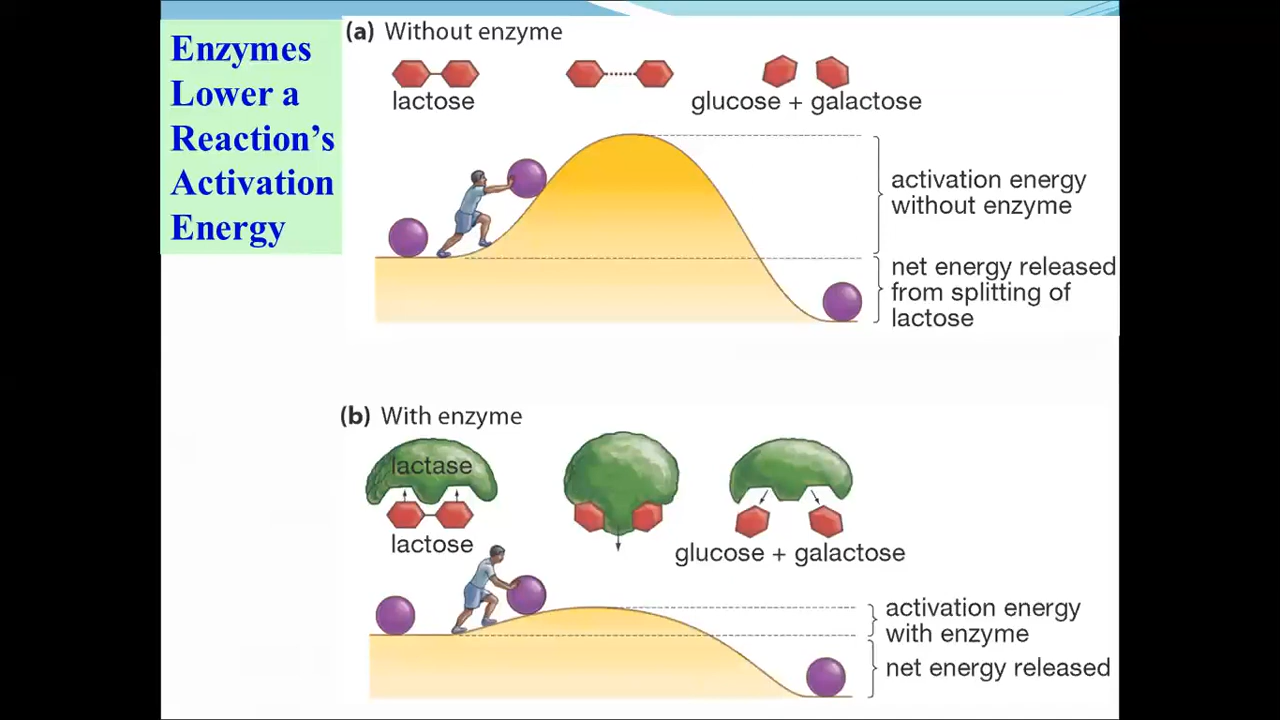 Enzymes
Lower a
Reaction’s
Activation
Energy
(a) Without enzyme
lactose
glucose + galactose
activation energy
without enzyme
net energy released
from splitting of
lactose
(b) With enzyme
lactase
lactose
glucose + galactose
activation energy
with enzyme
net energy released